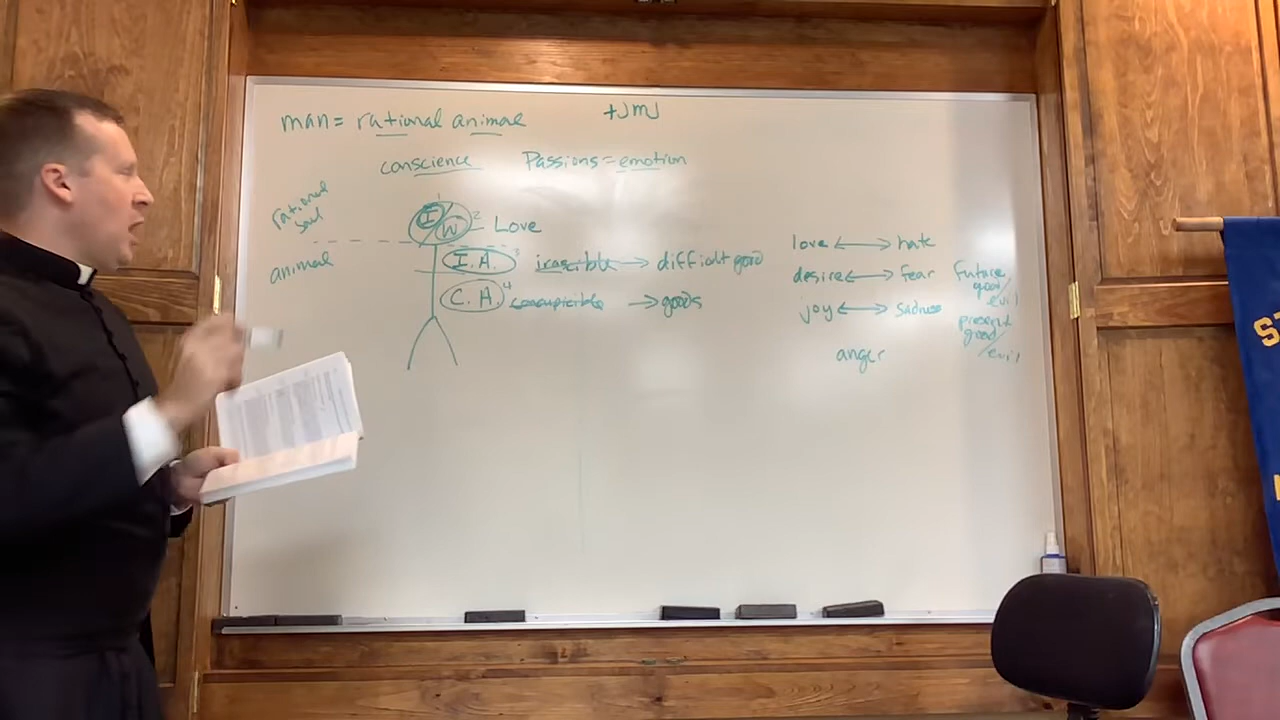 man = rational animal +JMJ
conscience Passions = emotion
rational
soul
I W 2 Love
animal
I.A. 3 irascible → difficult good
C.A. 4 concupicible → goods
love ↔ hate
desire ↔ fear
future
good/
evil
joy ↔ sadness
present
good/
evil
anger
S